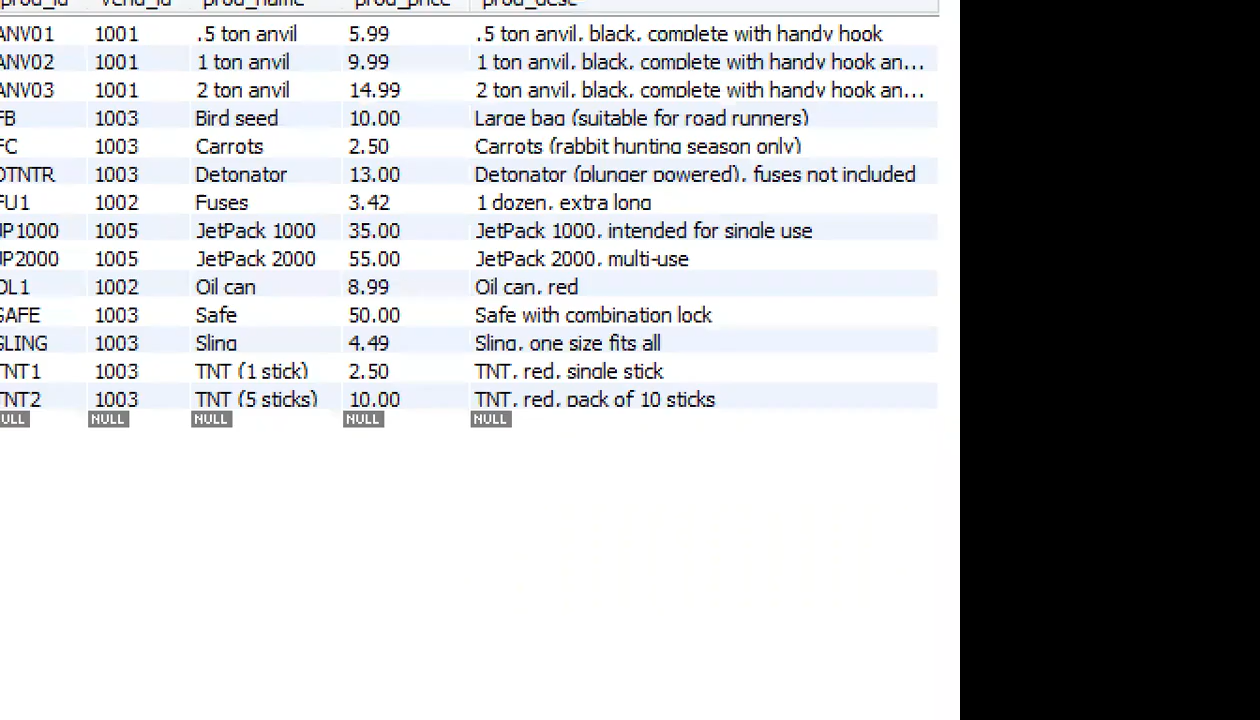 prod_id vend_id prod_name prod_price prod_desc
ANV01 1001 .5 ton anvil 5.99 .5 ton anvil, black, complete with handy hook
ANV02 1001 1 ton anvil 9.99 1 ton anvil, black, complete with handy hook an...
ANV03 1001 2 ton anvil 14.99 2 ton anvil, black, complete with handy hook an...
FB 1003 Bird seed 10.00 Large bag (suitable for road runners)
FC 1003 Carrots 2.50 Carrots (rabbit hunting season only)
DTNTR 1003 Detonator 13.00 Detonator (plunger powered), fuses not included
FU1 1002 Fuses 3.42 1 dozen, extra long
JP1000 1005 JetPack 1000 35.00 JetPack 1000, intended for single use
JP2000 1005 JetPack 2000 55.00 JetPack 2000, multi-use
OL1 1002 Oil can 8.99 Oil can, red
SAFE 1003 Safe 50.00 Safe with combination lock
SLING 1003 Sling 4.49 Sling, one size fits all
TNT1 1003 TNT (1 stick) 2.50 TNT, red, single stick
TNT2 1003 TNT (5 sticks) 10.00 TNT, red, pack of 10 sticks
NULL NULL NULL NULL NULL